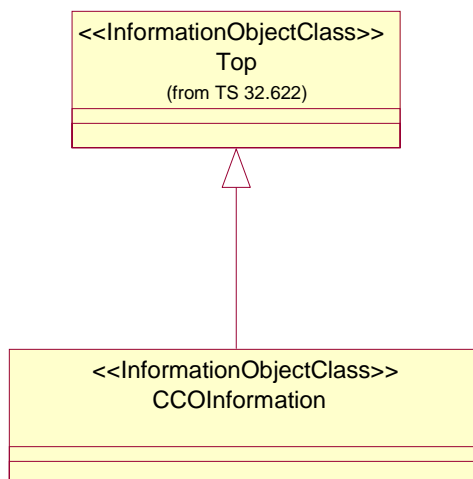 <<InformationObjectClass>>
Top
(from TS 32.622)
<<InformationObjectClass>>
CCOInformation